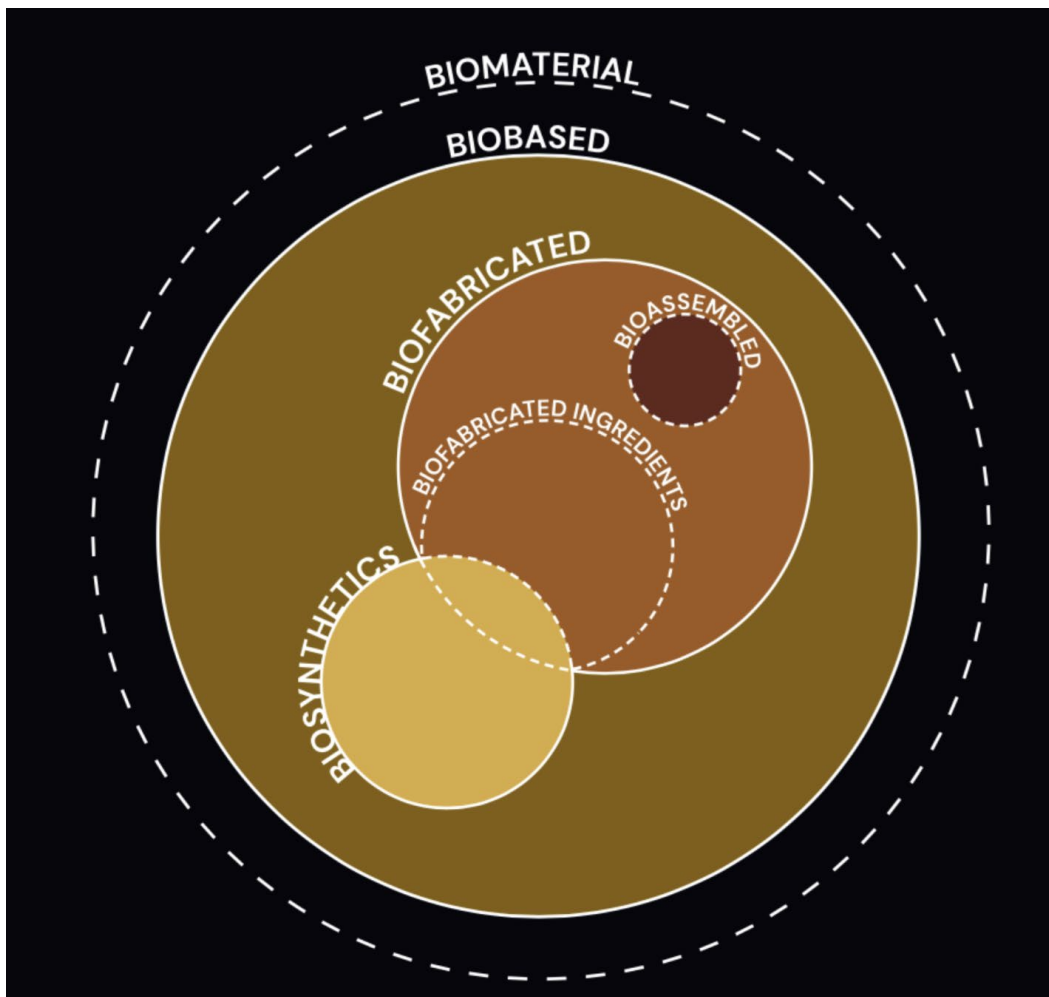 BIOMATERIAL
BIOBASED
BIOFABRICATED
BIOASSEMBLED
BIOFABRICATED INGREDIENTS
BIOSYNTHETICS